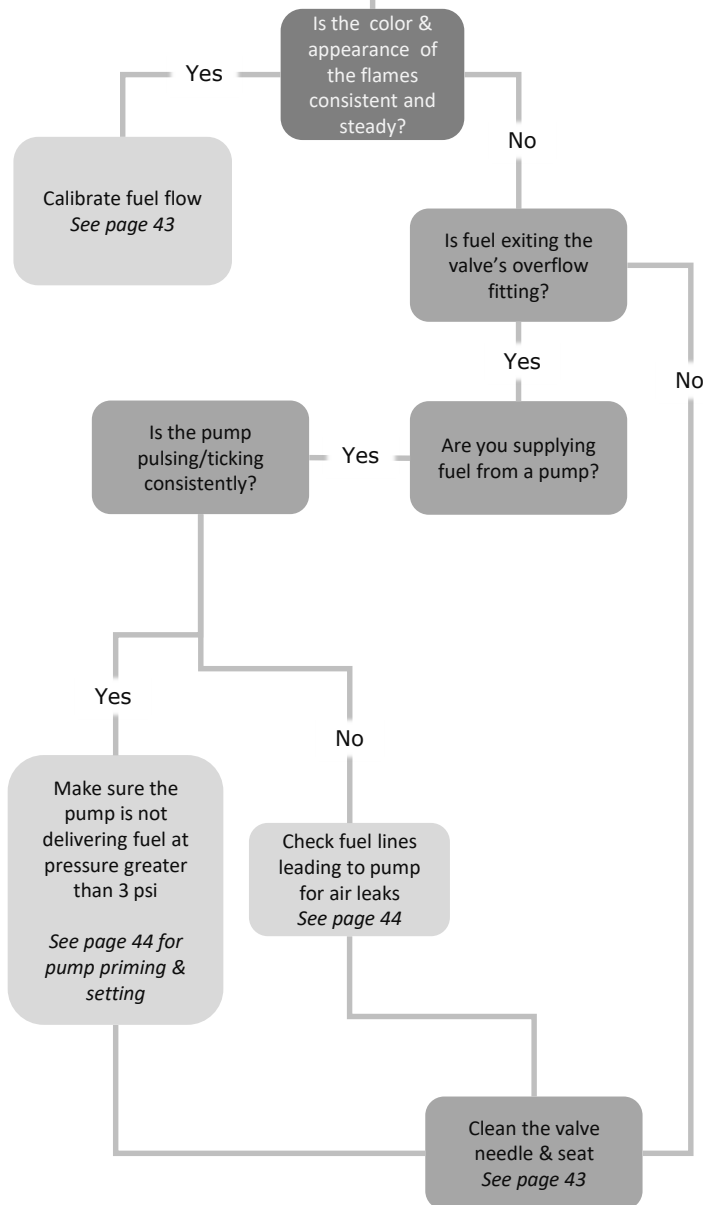 Is the color &
appearance of
the flames
consistent and
steady?
Yes
No
Calibrate fuel flow
See page 43
Is fuel exiting the
valve's overflow
fitting?
Yes
No
Is the pump
pulsing/ticking
consistently?
Yes
Are you supplying
fuel from a pump?
Yes
No
Make sure the
pump is not
delivering fuel at
pressure greater
than 3 psi
See page 44 for
pump priming &
setting
Check fuel lines
leading to pump
for air leaks
See page 44
Clean the valve
needle & seat
See page 43